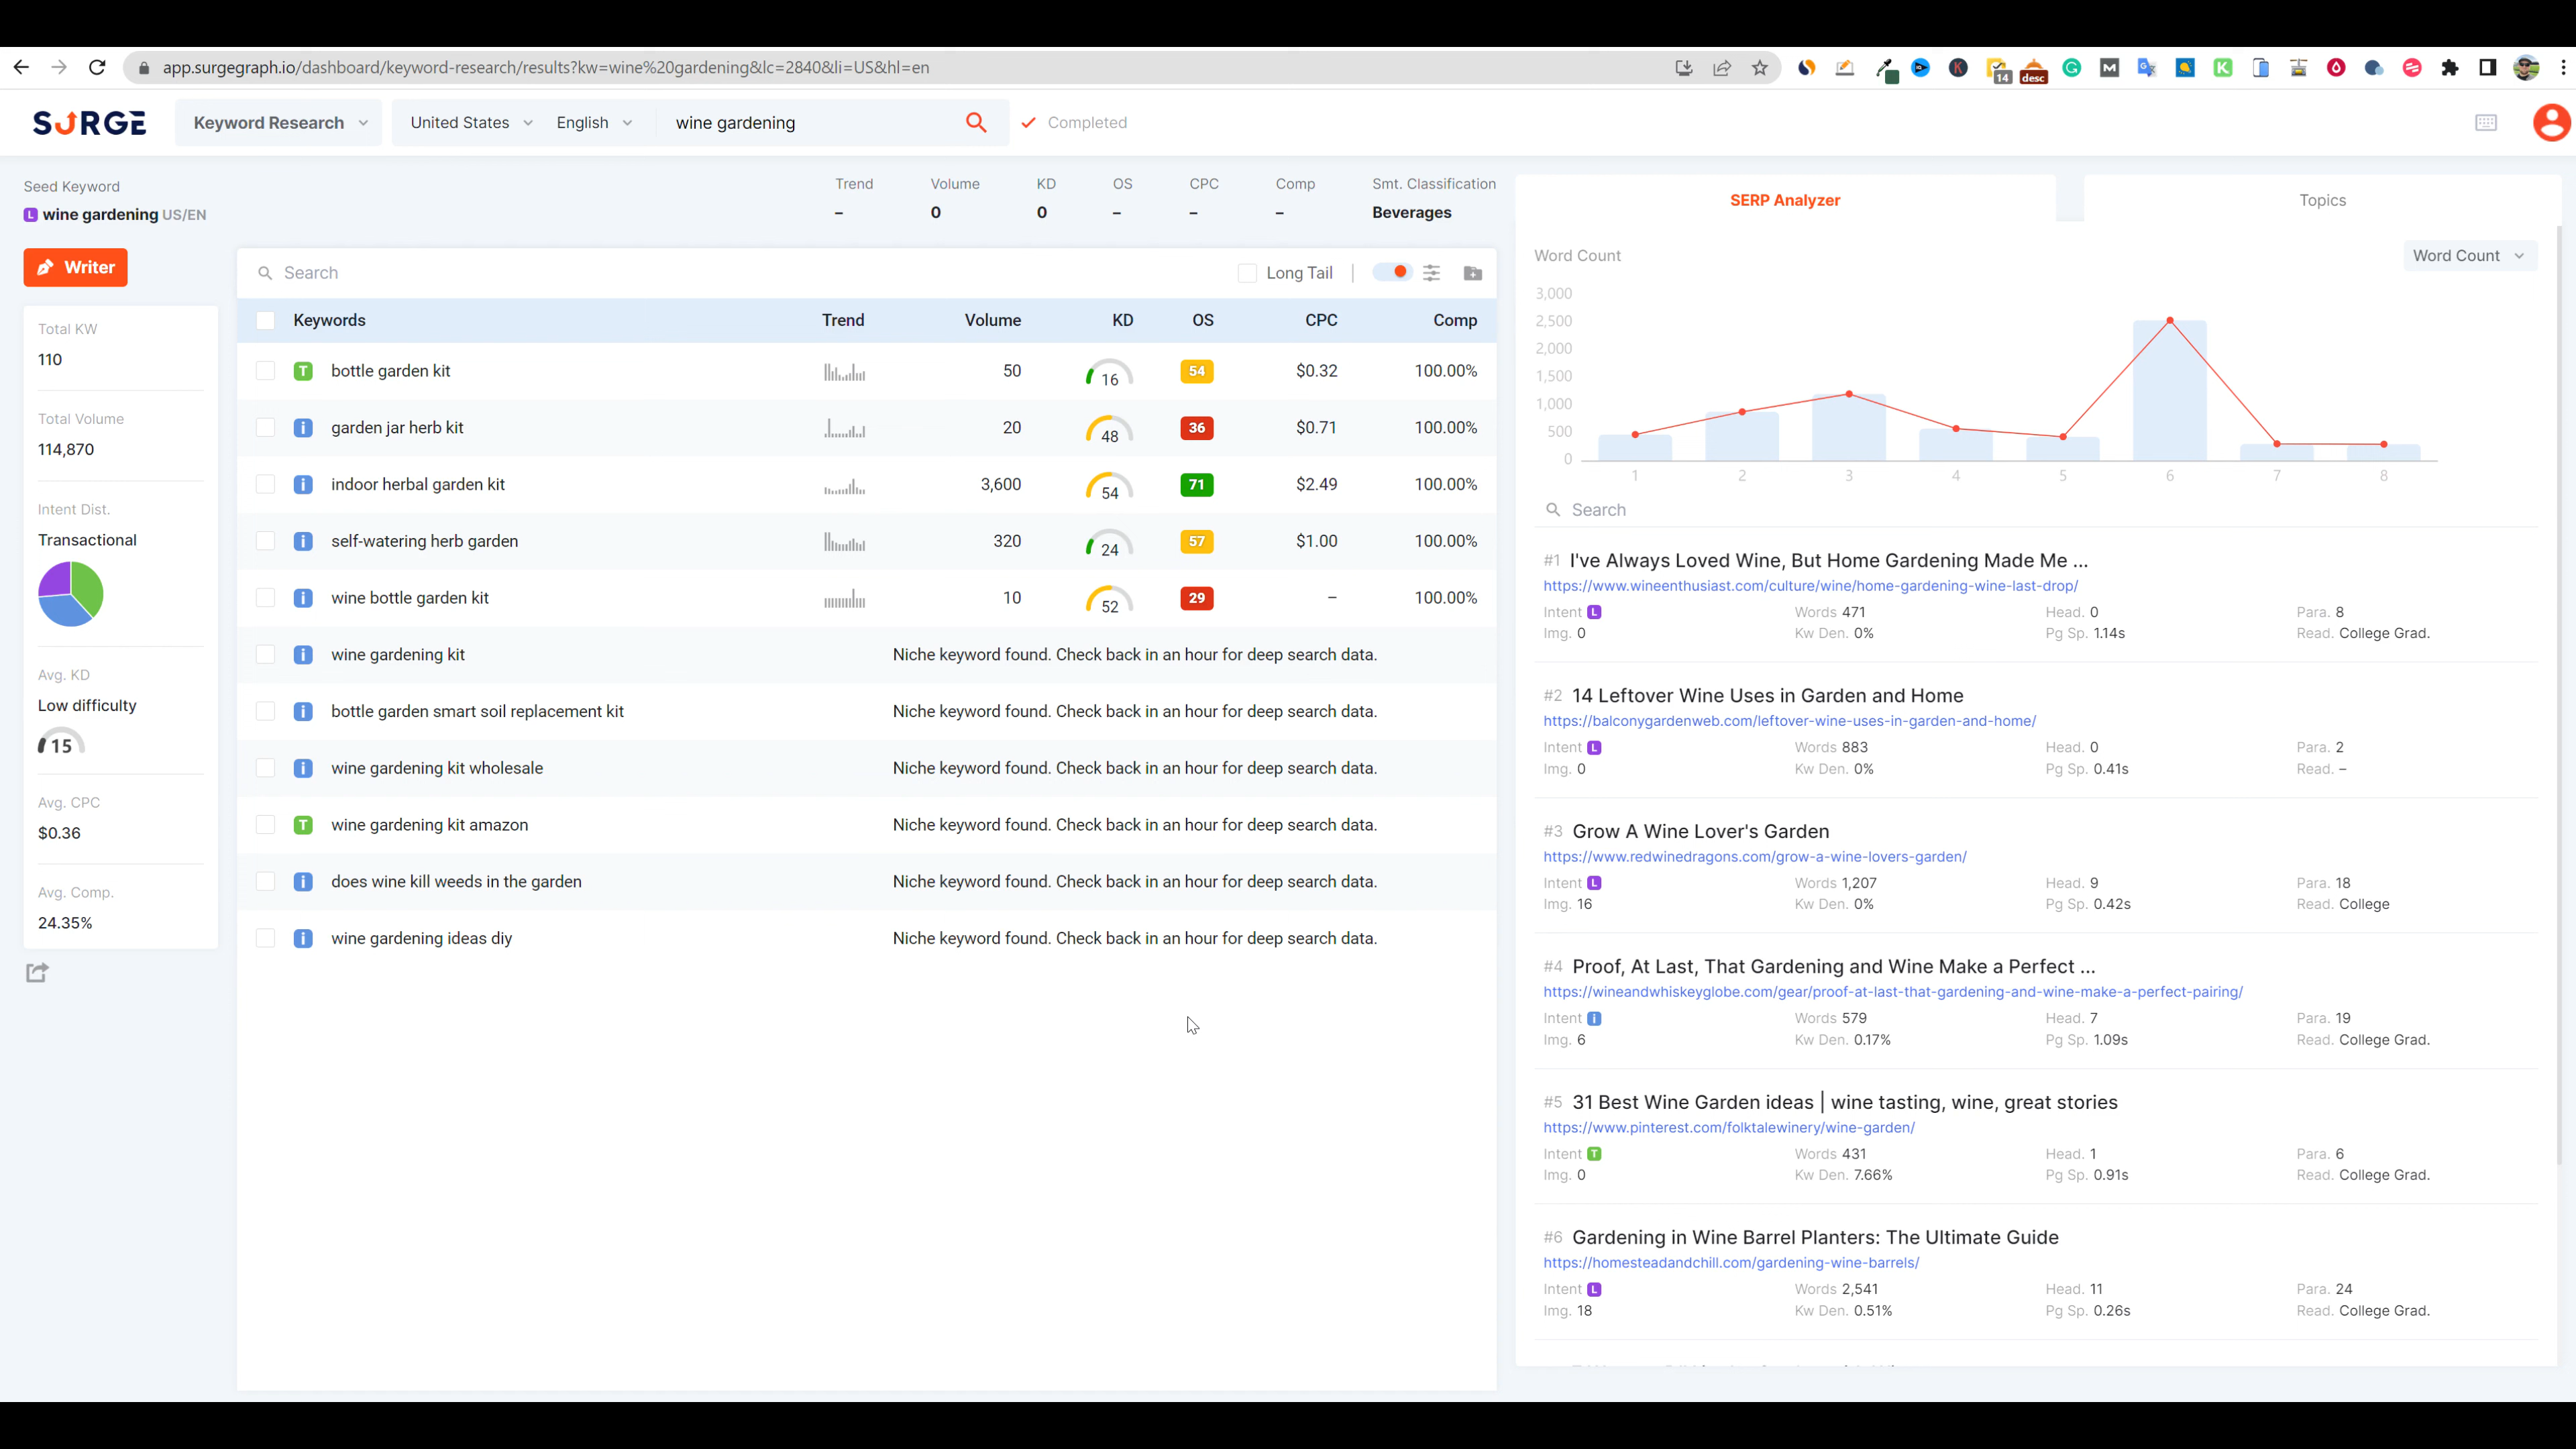 app.surgegraph.io/dashboard/keyword-research/results?kw=wine%20gardening&lc=2840&li=US&hl=en
14
desc
SURGE
Keyword Research
United States
English
wine gardening
Completed
Seed Keyword
L wine gardening US/EN
Trend Volume KD OS CPC Comp Smt. Classification
– 0 0 – – – Beverages
Writer
Total KW
110
Total Volume
114,870
Intent Dist.
Transactional
Avg. KD
Low difficulty
15
Avg. CPC
$0.36
Avg. Comp.
24.35%
Search
Long Tail
Keywords Trend Volume KD OS CPC Comp
T bottle garden kit 50 16 54 $0.32 100.00%
i garden jar herb kit 20 48 36 $0.71 100.00%
i indoor herbal garden kit 3,600 54 71 $2.49 100.00%
i self-watering herb garden 320 24 57 $1.00 100.00%
i wine bottle garden kit 10 52 29 – 100.00%
i wine gardening kit Niche keyword found. Check back in an hour for deep search data.
i bottle garden smart soil replacement kit Niche keyword found. Check back in an hour for deep search data.
i wine gardening kit wholesale Niche keyword found. Check back in an hour for deep search data.
T wine gardening kit amazon Niche keyword found. Check back in an hour for deep search data.
i does wine kill weeds in the garden Niche keyword found. Check back in an hour for deep search data.
i wine gardening ideas diy Niche keyword found. Check back in an hour for deep search data.
SERP Analyzer
Topics
Word Count
Word Count
3,000
2,500
2,000
1,500
1,000
500
0
1 2 3 4 5 6 7 8
Search
#1 I've Always Loved Wine, But Home Gardening Made Me ...
https://www.wineenthusiast.com/culture/wine/home-gardening-wine-last-drop/
Intent L Words 471 Head. 0 Para. 8
Img. 0 Kw Den. 0% Pg Sp. 1.14s Read. College Grad.
#2 14 Leftover Wine Uses in Garden and Home
https://balconygardenweb.com/leftover-wine-uses-in-garden-and-home/
Intent L Words 883 Head. 0 Para. 2
Img. 0 Kw Den. 0% Pg Sp. 0.41s Read. –
#3 Grow A Wine Lover's Garden
https://www.redwinedragons.com/grow-a-wine-lovers-garden/
Intent L Words 1,207 Head. 9 Para. 18
Img. 16 Kw Den. 0% Pg Sp. 0.42s Read. College
#4 Proof, At Last, That Gardening and Wine Make a Perfect ...
https://wineandwhiskeyglobe.com/gear/proof-at-last-that-gardening-and-wine-make-a-perfect-pairing/
Intent i Words 579 Head. 7 Para. 19
Img. 6 Kw Den. 0.17% Pg Sp. 1.09s Read. College Grad.
#5 31 Best Wine Garden ideas | wine tasting, wine, great stories
https://www.pinterest.com/folktalewinery/wine-garden/
Intent T Words 431 Head. 1 Para. 6
Img. 0 Kw Den. 7.66% Pg Sp. 0.91s Read. College Grad.
#6 Gardening in Wine Barrel Planters: The Ultimate Guide
https://homesteadandchill.com/gardening-wine-barrels/
Intent L Words 2,541 Head. 11 Para. 24
Img. 18 Kw Den. 0.51% Pg Sp. 0.26s Read. College Grad.